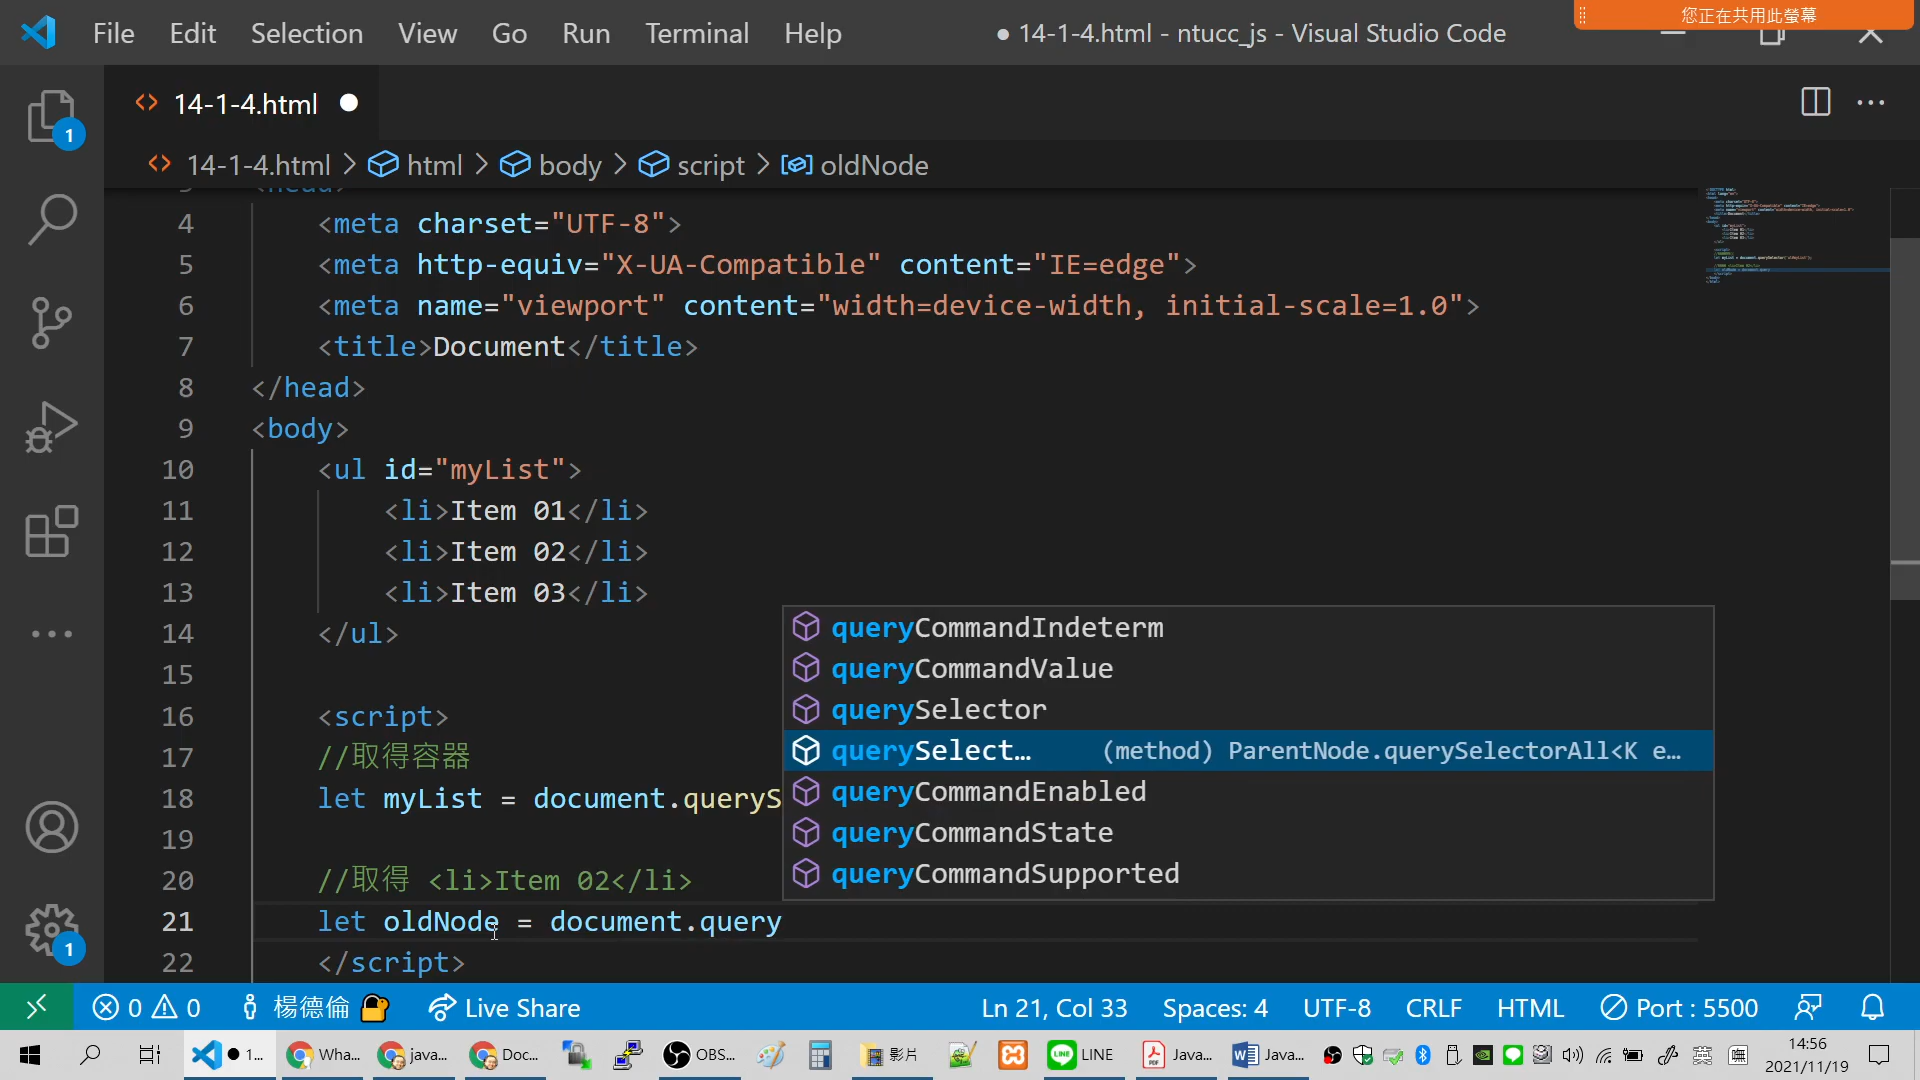 File Edit Selection View Go Run Terminal Help
● 14-1-4.html - ntucc_js - Visual Studio Code
您正在共用此螢幕
14-1-4.html
14-1-4.html > html > body > script > oldNode
4 <meta charset="UTF-8">
5 <meta http-equiv="X-UA-Compatible" content="IE=edge">
6 <meta name="viewport" content="width=device-width, initial-scale=1.0">
7 <title>Document</title>
8 </head>
9 <body>
10 <ul id="myList">
11 <li>Item 01</li>
12 <li>Item 02</li>
13 <li>Item 03</li>
14 </ul>
15
16 <script>
17 //取得容器
18 let myList = document.queryS
19
20 //取得 <li>Item 02</li>
21 let oldNode = document.query
22 </script>
queryCommandIndeterm
queryCommandValue
querySelector
querySelect… (method) ParentNode.querySelectorAll<K e…
queryCommandEnabled
queryCommandState
queryCommandSupported
1
1
0 0 楊德倫 Live Share Ln 21, Col 33 Spaces: 4 UTF-8 CRLF HTML Port : 5500
● 1... Wha... java... Doc... OBS... 影片 LINE Java... Java... 英
14:56
2021/11/19